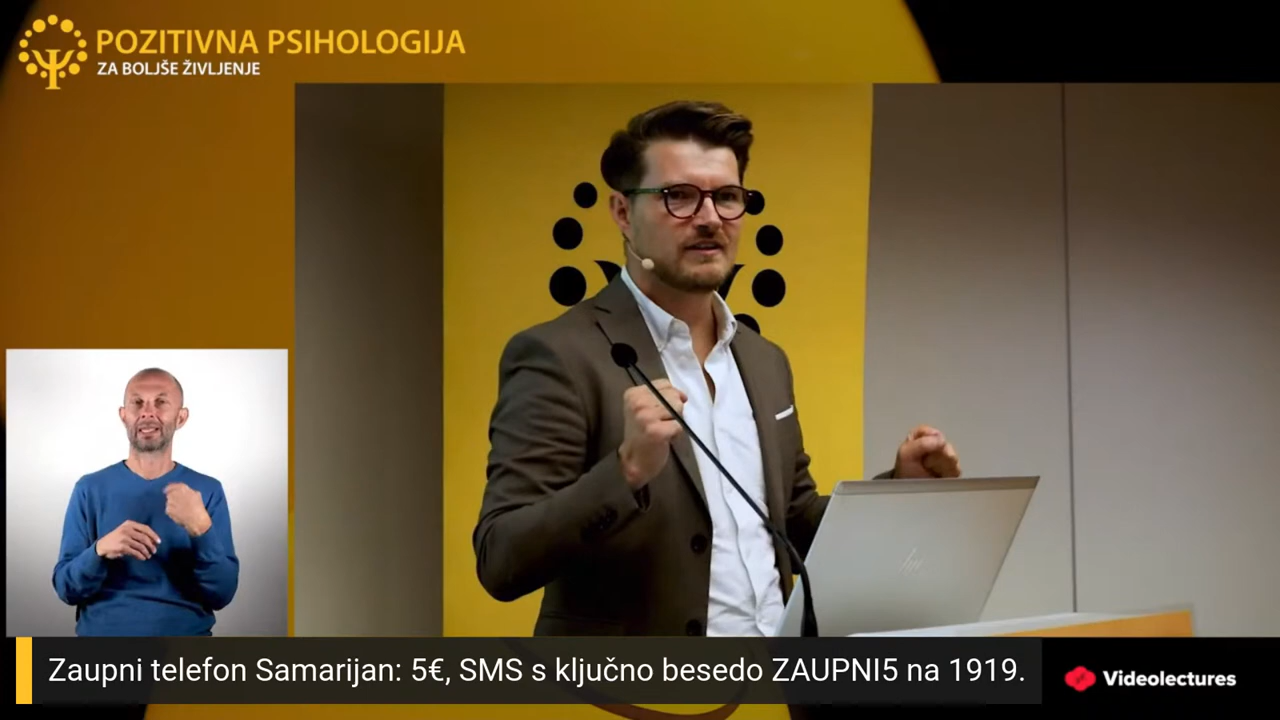 POZITIVNA PSIHOLOGIJA
ZA BOLJŠE ŽIVLJENJE
Zaupni telefon Samarijan: 5€, SMS s ključno besedo ZAUPNI5 na 1919.
Videolectures